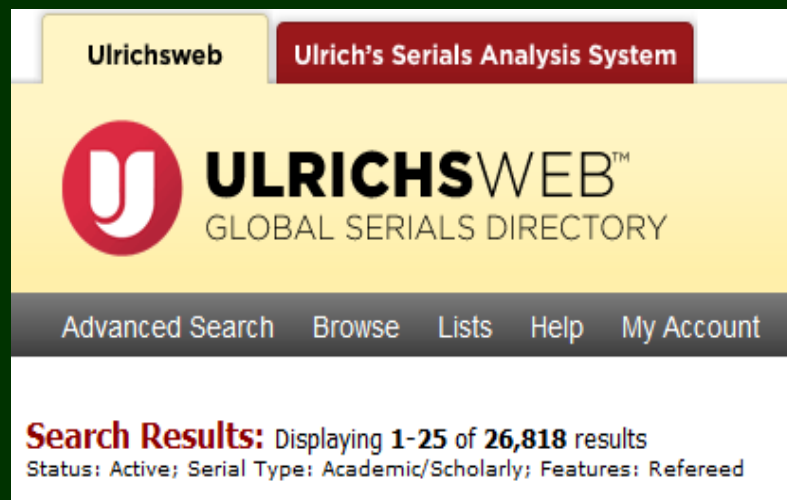 Ulrichsweb Ulrich's Serials Analysis System
ULRICHSWEB™
GLOBAL SERIALS DIRECTORY
Advanced Search Browse Lists Help My Account
Search Results: Displaying 1-25 of 26,818 results
Status: Active; Serial Type: Academic/Scholarly; Features: Refereed